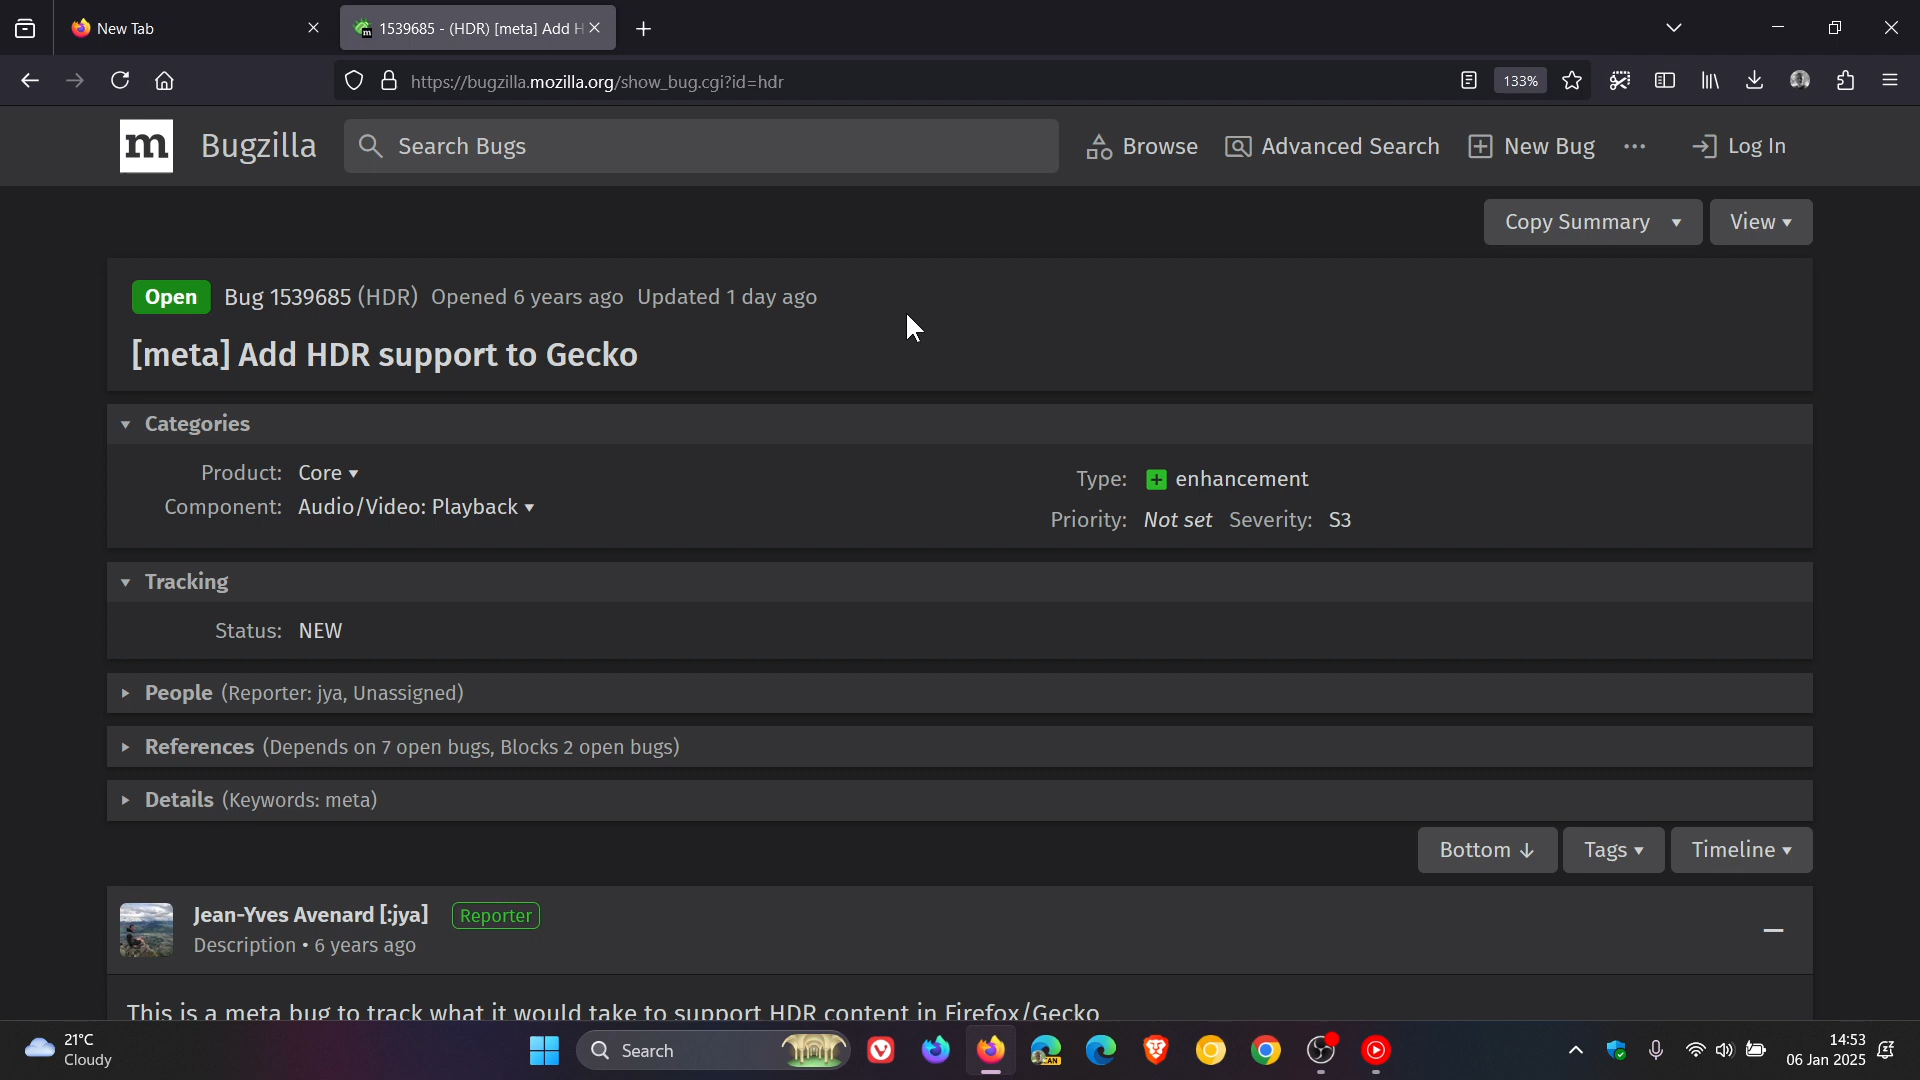 New Tab
1539685 - (HDR) [meta] Add H
https://bugzilla.mozilla.org/show_bug.cgi?id=hdr
133%
m
Bugzilla
Search Bugs
Browse
Advanced Search
New Bug
Log In
Copy Summary
View
Open
Bug 1539685 (HDR) Opened 6 years ago Updated 1 day ago
[meta] Add HDR support to Gecko
Categories
Product: Core
Component: Audio/Video: Playback
Type: enhancement
Priority: Not set Severity: S3
Tracking
Status: NEW
People (Reporter: jya, Unassigned)
References (Depends on 7 open bugs, Blocks 2 open bugs)
Details (Keywords: meta)
Bottom ↓
Tags
Timeline
Jean-Yves Avenard [:jya]
Reporter
Description • 6 years ago
This is a meta bug to track what it would take to support HDR content in Firefox/Gecko
21°C
Cloudy
Search
CAN
14:53
06 Jan 2025